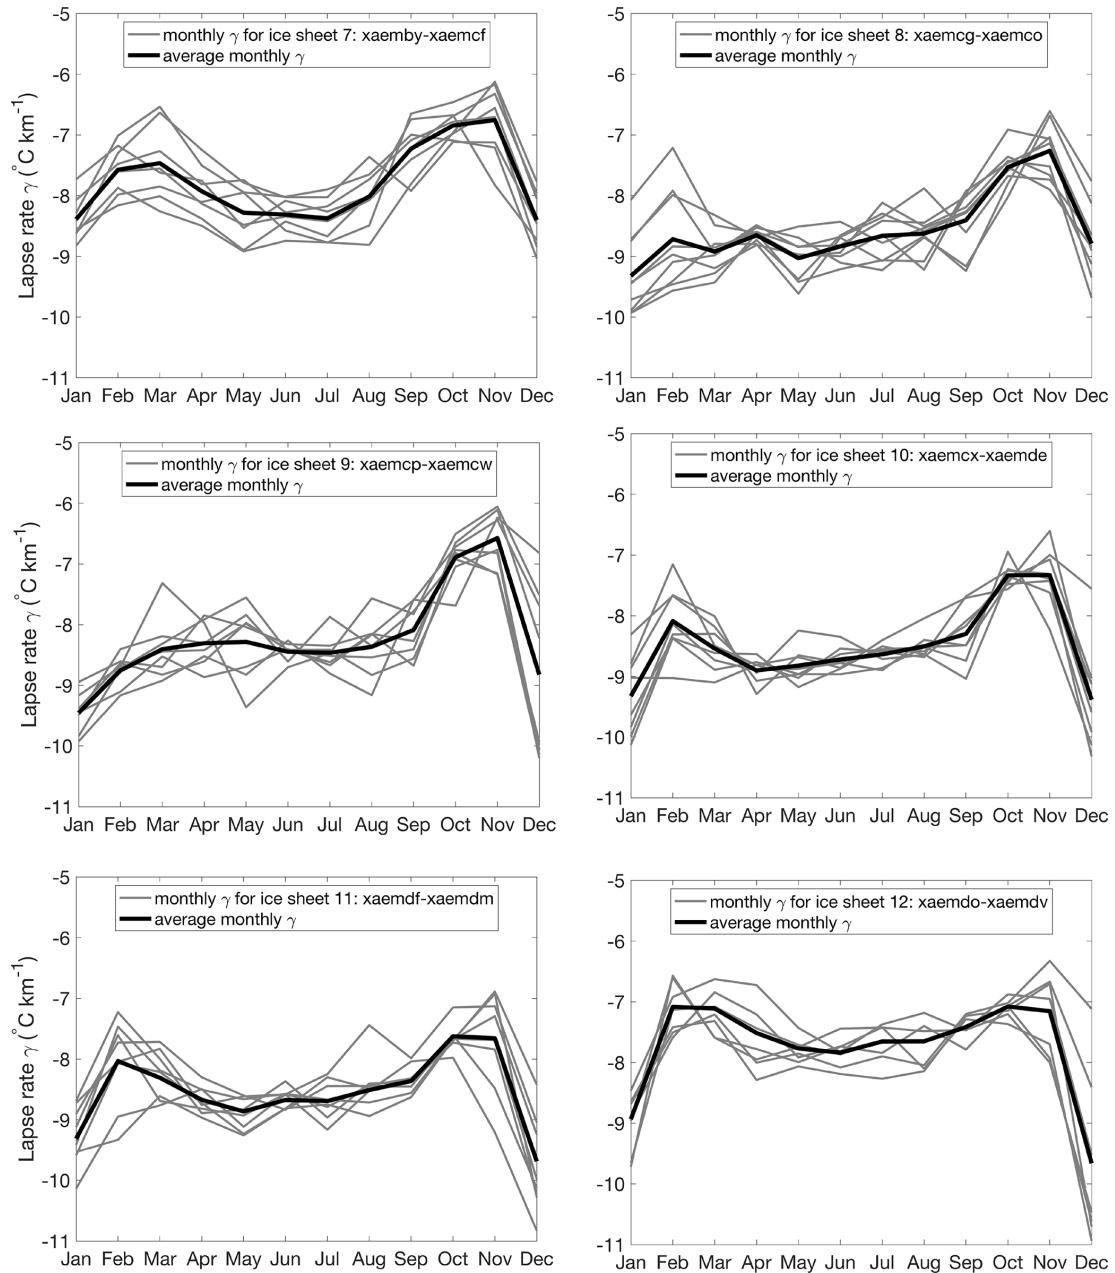 -5
-6
-7
-8
-9
-10
-11
Lapse rate γ (°C km⁻¹)
monthly γ for ice sheet 7: xaemby-xaemcf
average monthly γ
Jan Feb Mar Apr May Jun Jul Aug Sep Oct Nov Dec
-5
-6
-7
-8
-9
-10
-11
monthly γ for ice sheet 8: xaemcg-xaemco
average monthly γ
Jan Feb Mar Apr May Jun Jul Aug Sep Oct Nov Dec
-5
-6
-7
-8
-9
-10
-11
Lapse rate γ (°C km⁻¹)
monthly γ for ice sheet 9: xaemcp-xaemcw
average monthly γ
Jan Feb Mar Apr May Jun Jul Aug Sep Oct Nov Dec
-5
-6
-7
-8
-9
-10
-11
monthly γ for ice sheet 10: xaemcx-xaemde
average monthly γ
Jan Feb Mar Apr May Jun Jul Aug Sep Oct Nov Dec
-5
-6
-7
-8
-9
-10
-11
Lapse rate γ (°C km⁻¹)
monthly γ for ice sheet 11: xaemdf-xaemdm
average monthly γ
Jan Feb Mar Apr May Jun Jul Aug Sep Oct Nov Dec
-5
-6
-7
-8
-9
-10
-11
monthly γ for ice sheet 12: xaemdo-xaemdv
average monthly γ
Jan Feb Mar Apr May Jun Jul Aug Sep Oct Nov Dec